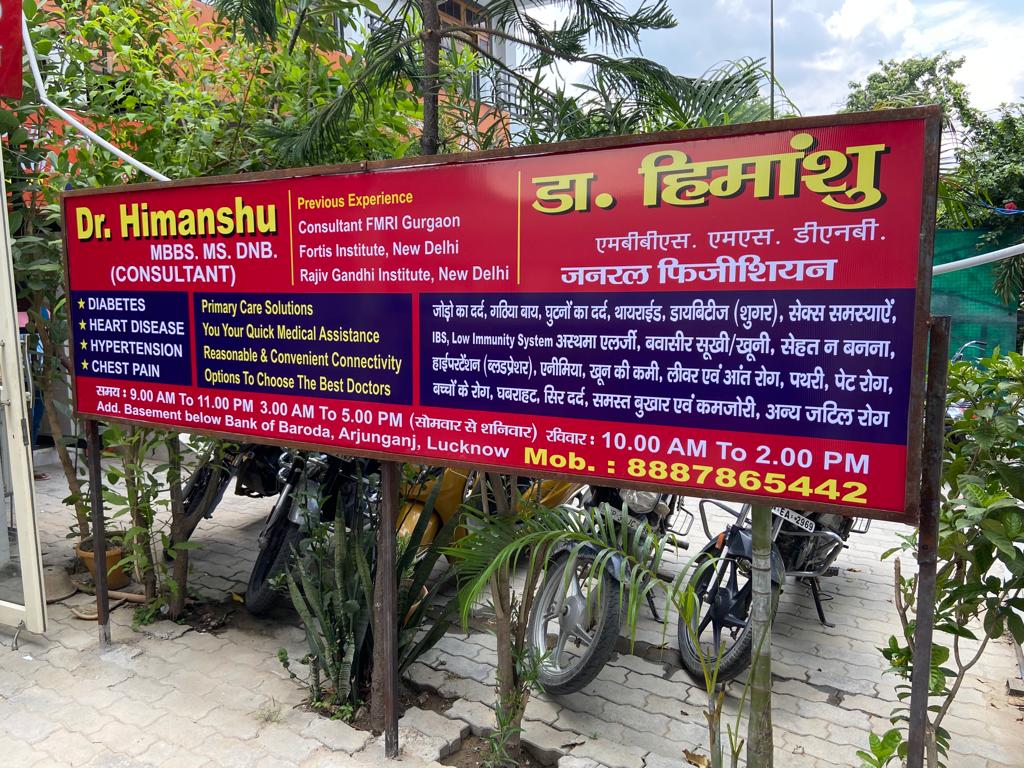 Dr. Himanshu
MBBS. MS. DNB.
(CONSULTANT)
Previous Experience
Consultant FMRI Gurgaon
Fortis Institute, New Delhi
Rajiv Gandhi Institute, New Delhi
डा. हिमांशु
एमबीबीएस. एमएस. डीएनबी.
जनरल फिजीशियन
★ DIABETES
★ HEART DISEASE
★ HYPERTENSION
★ CHEST PAIN
Primary Care Solutions
You Your Quick Medical Assistance
Reasonable & Convenient Connectivity
Options To Choose The Best Doctors
जोड़ो का दर्द, गठिया बाय, घुटनों का दर्द, थायराईड, डायबिटीज (शुगर), सेक्स समस्याऐं,
IBS, Low Immunity System अस्थमा एलर्जी, बवासीर सूखी/खूनी, सेहत न बनना,
हाईपरटेंशन (ब्लडप्रेशर), एनीमिया, खून की कमी, लीवर एवं आंत रोग, पथरी, पेट रोग,
बच्चों के रोग, घबराहट, सिर दर्द, समस्त बुखार एवं कमजोरी, अन्य जटिल रोग
समय : 9.00 AM To 11.00 PM 3.00 AM To 5.00 PM (सोमवार से शनिवार) रविवार : 10.00 AM To 2.00 PM
Add. Basement below Bank of Baroda, Arjunganj, Lucknow Mob. : 8887865442